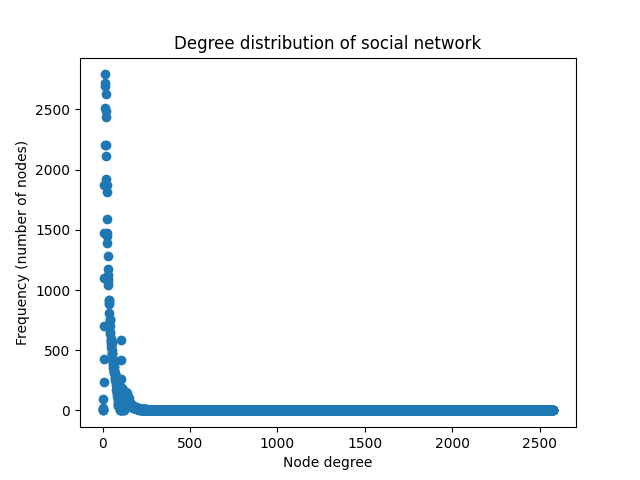 Degree distribution of social network
Frequency (number of nodes)
2500
2000
1500
1000
500
0
0 500 1000 1500 2000 2500
Node degree